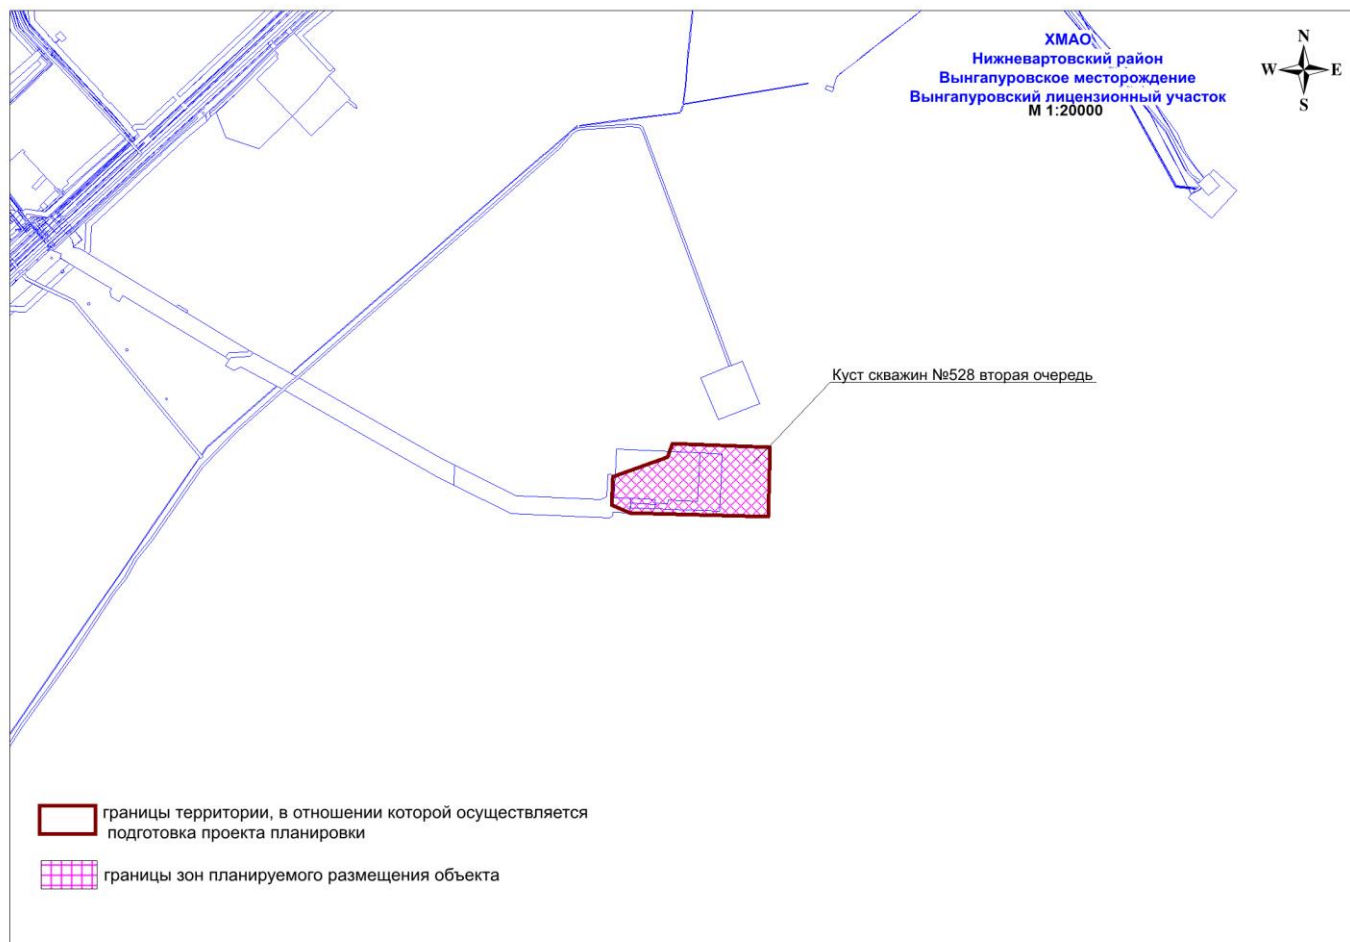 ХМАО
Нижневартовский район
Вынгапуровское месторождение
Вынгапуровский лицензионный участок
М 1:20000
N
W E
S
Куст скважин №528 вторая очередь
границы территории, в отношении которой осуществляется
подготовка проекта планировки
границы зон планируемого размещения объекта